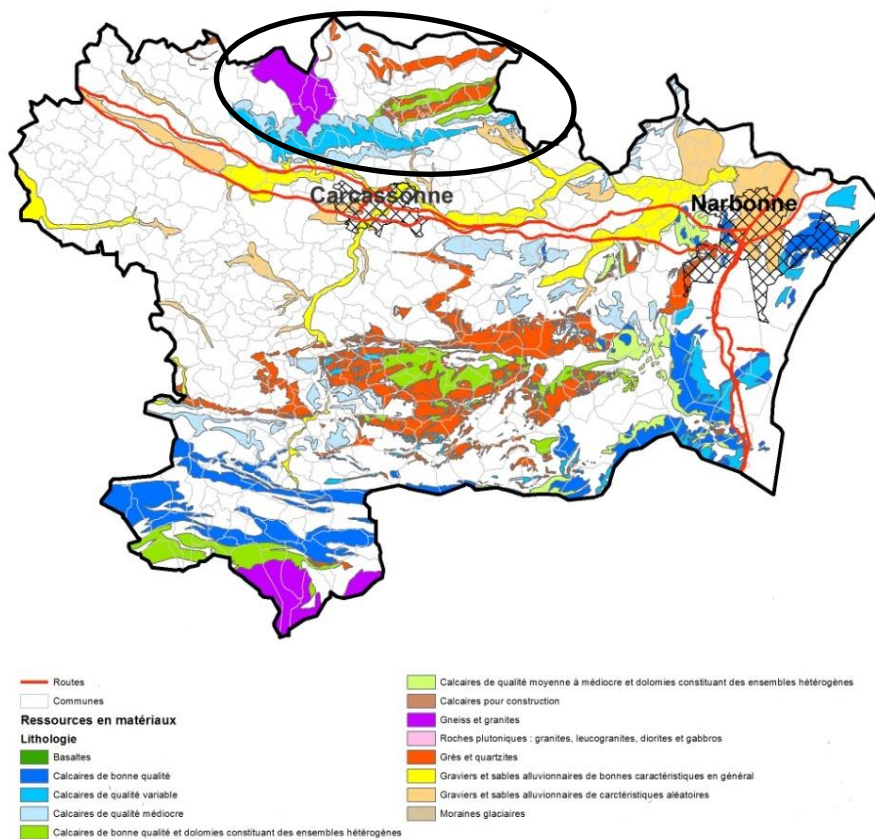 Carcassonne
Narbonne
Routes
Communes
Ressources en matériaux
Lithologie
Basaltes
Calcaires de bonne qualité
Calcaires de qualité variable
Calcaires de qualité médiocre
Calcaires de bonne qualité et dolomies constituant des ensembles hétérogènes
Calcaires de qualité moyenne à médiocre et dolomies constituant des ensembles hétérogènes
Calcaires pour construction
Gneiss et granites
Roches plutoniques : granites, leucogranites, diorites et gabbros
Grès et quartzites
Graviers et sables alluvionnaires de bonnes caractéristiques en général
Graviers et sables alluvionnaires de carctéristiques aléatoires
Moraines glaciaires